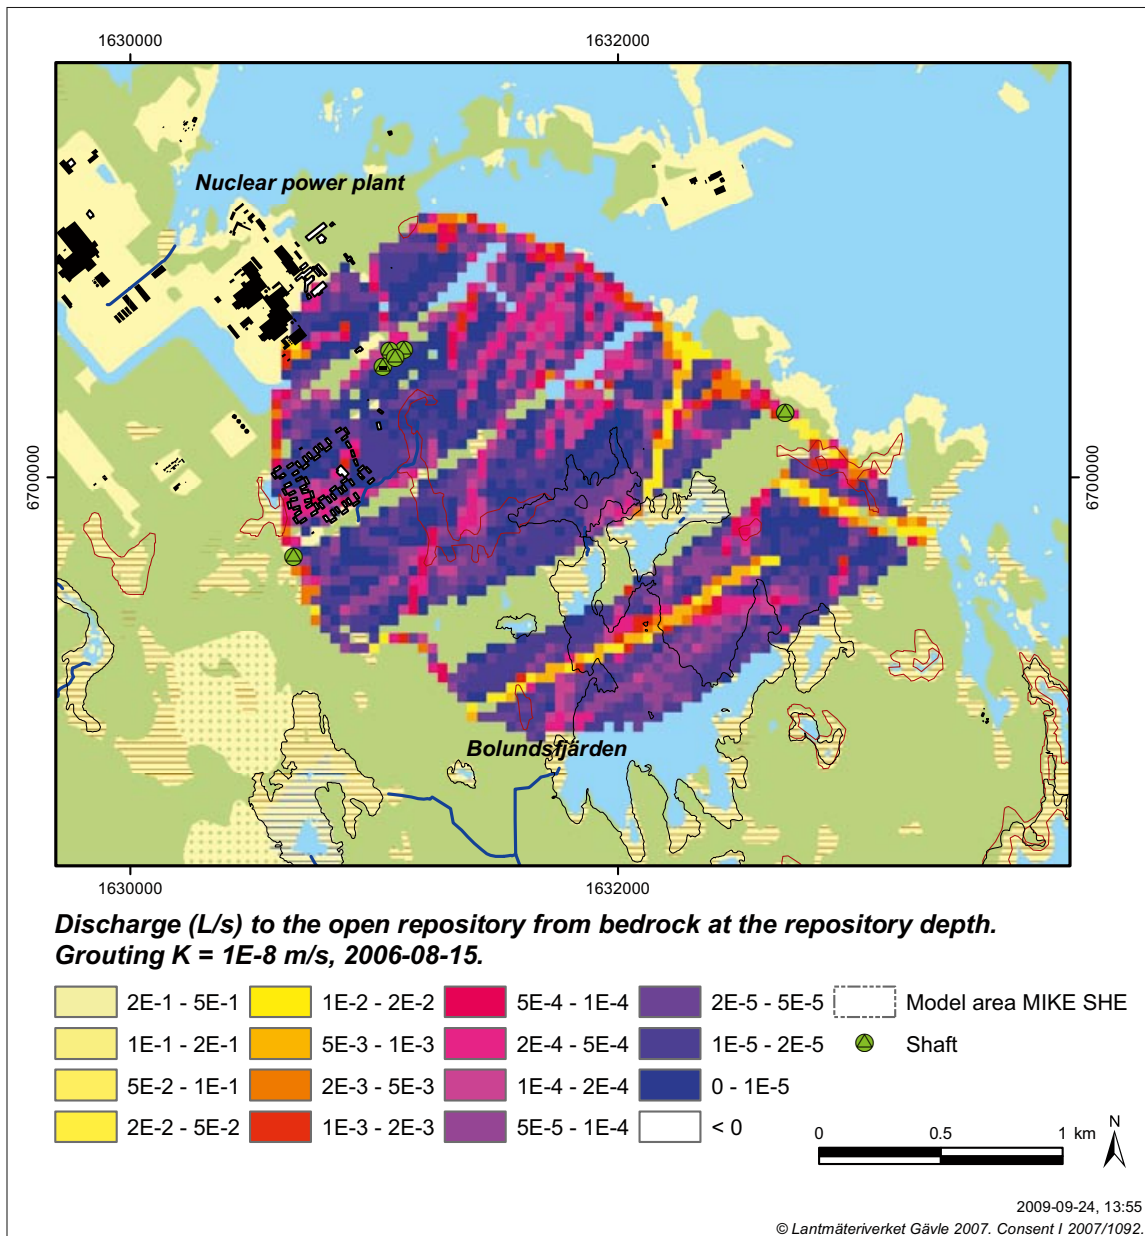 1630000
1632000
Nuclear power plant
6700000
6700000
Bolundsfjärden
1630000
1632000
Discharge (L/s) to the open repository from bedrock at the repository depth.
Grouting K = 1E-8 m/s, 2006-08-15.
2E-1 - 5E-1
1E-2 - 2E-2
5E-4 - 1E-4
2E-5 - 5E-5
Model area MIKE SHE
1E-1 - 2E-1
5E-3 - 1E-3
2E-4 - 5E-4
1E-5 - 2E-5
Shaft
5E-2 - 1E-1
2E-3 - 5E-3
1E-4 - 2E-4
0 - 1E-5
2E-2 - 5E-2
1E-3 - 2E-3
5E-5 - 1E-4
< 0
0
0.5
1 km
N
2009-09-24, 13:55
© Lantmäteriverket Gävle 2007. Consent I 2007/1092.